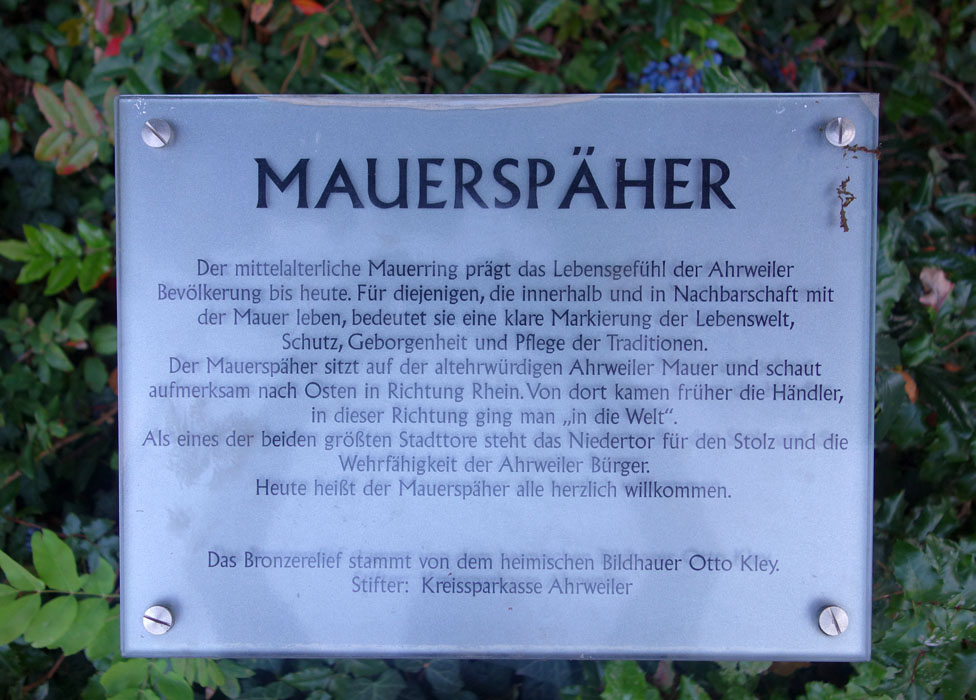 MAUERSPÄHER
Der mittelalterliche Mauerring prägt das Lebensgefühl der Ahrweiler
Bevölkerung bis heute. Für diejenigen, die innerhalb und in Nachbarschaft mit
der Mauer leben, bedeutet sie eine klare Markierung der Lebenswelt,
Schutz, Geborgenheit und Pflege der Traditionen.
Der Mauerspäher sitzt auf der altehrwürdigen Ahrweiler Mauer und schaut
aufmerksam nach Osten in Richtung Rhein. Von dort kamen früher die Händler,
in dieser Richtung ging man „in die Welt“.
Als eines der beiden größten Stadttore steht das Niedertor für den Stolz und die
Wehrfähigkeit der Ahrweiler Bürger.
Heute heißt der Mauerspäher alle herzlich willkommen.
Das Bronzerelief stammt von dem heimischen Bildhauer Otto Kley.
Stifter: Kreissparkasse Ahrweiler